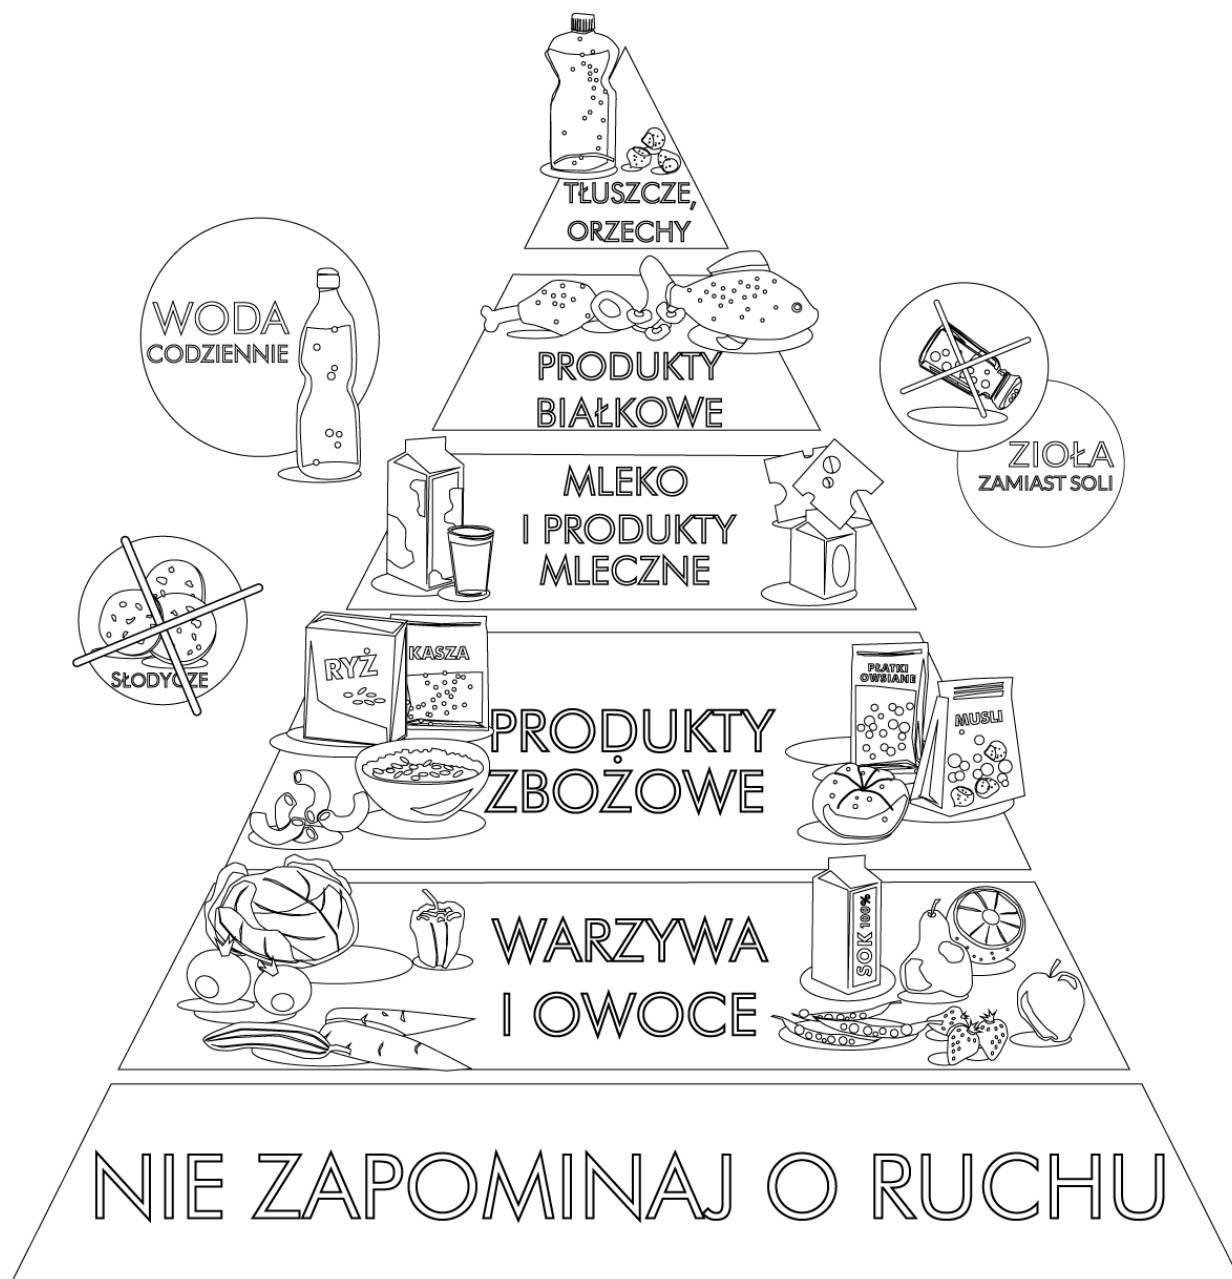 TŁUSZCZE,
ORZECHY
WODA
CODZIENNIE
PRODUKTY
BIAŁKOWE
ZIOŁA
ZAMIAST SOLI
MLEKO
I PRODUKTY
MLECZNE
SŁODYCZE
RYŻ
KASZA
PŁATKI
OWSIANE
MUSLI
PRODUKTY
ZBOŻOWE
WARZYWA
I OWOCE
SOK 100%
NIE ZAPOMINAJ O RUCHU